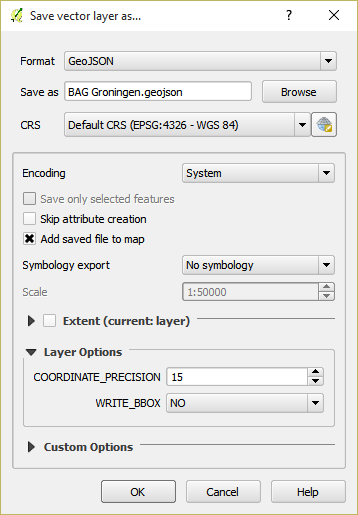 Save vector layer as...
Format GeoJSON
Save as BAG Groningen.geojson Browse
CRS Default CRS (EPSG:4326 - WGS 84)
Encoding System
Save only selected features
Skip attribute creation
Add saved file to map
Symbology export No symbology
Scale 1:50000
Extent (current: layer)
Layer Options
COORDINATE_PRECISION 15
WRITE_BBOX NO
Custom Options
OK Cancel Help